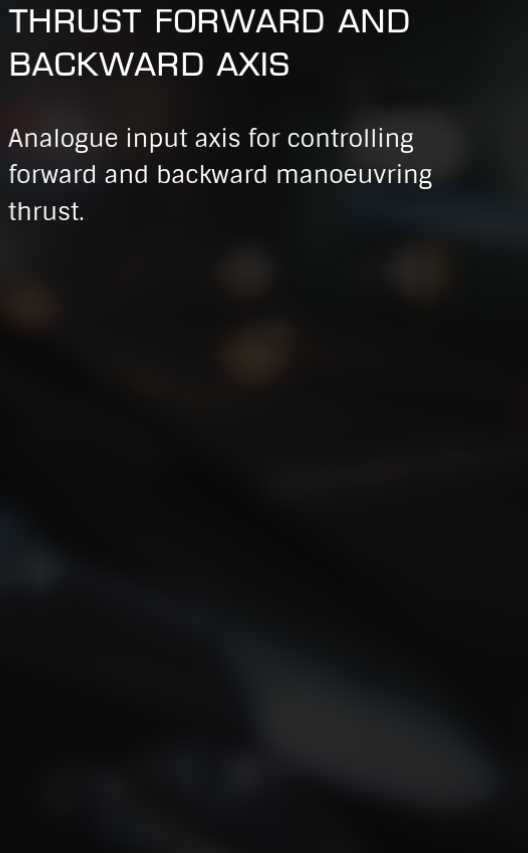 THRUST FORWARD AND
BACKWARD AXIS
Analogue input axis for controlling
forward and backward manoeuvring
thrust.